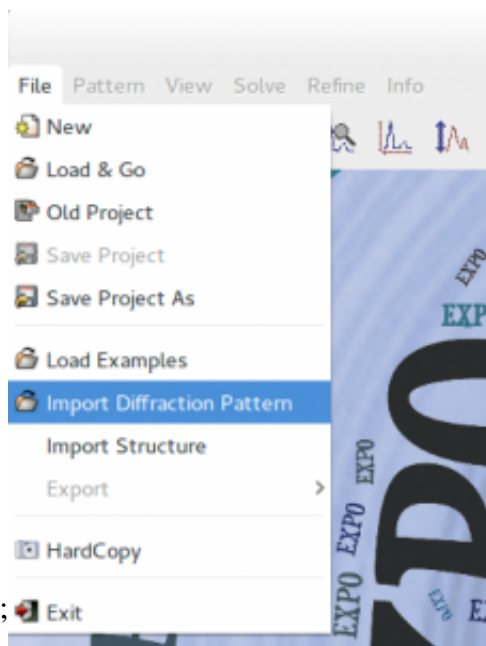 File Pattern View Solve Refine Info
New
Load & Go
Old Project
Save Project
Save Project As
EXPO
EXP
Load Examples
Import Diffraction Pattern
Import Structure
EXPO
Export >
EXPO
HardCopy
EXPO
; Exit
EXPO